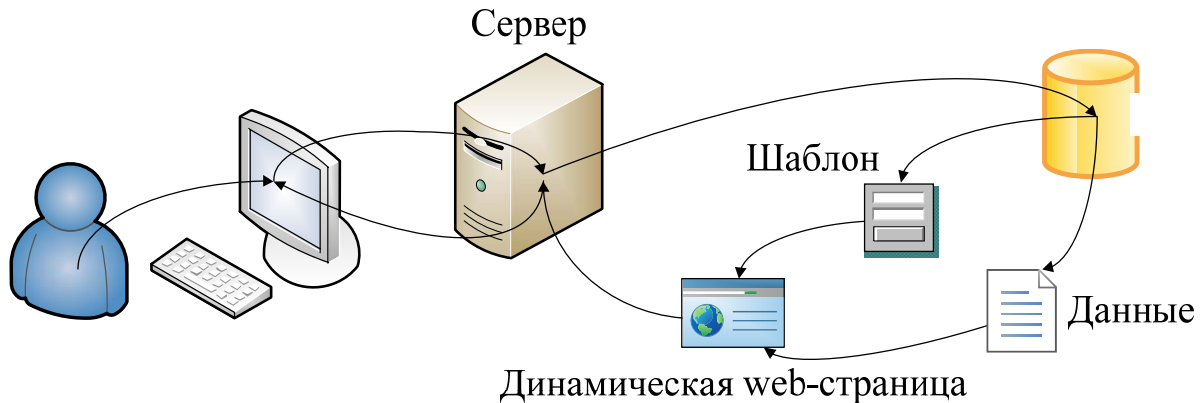 Сервер
Шаблон
Данные
Динамическая web-страница